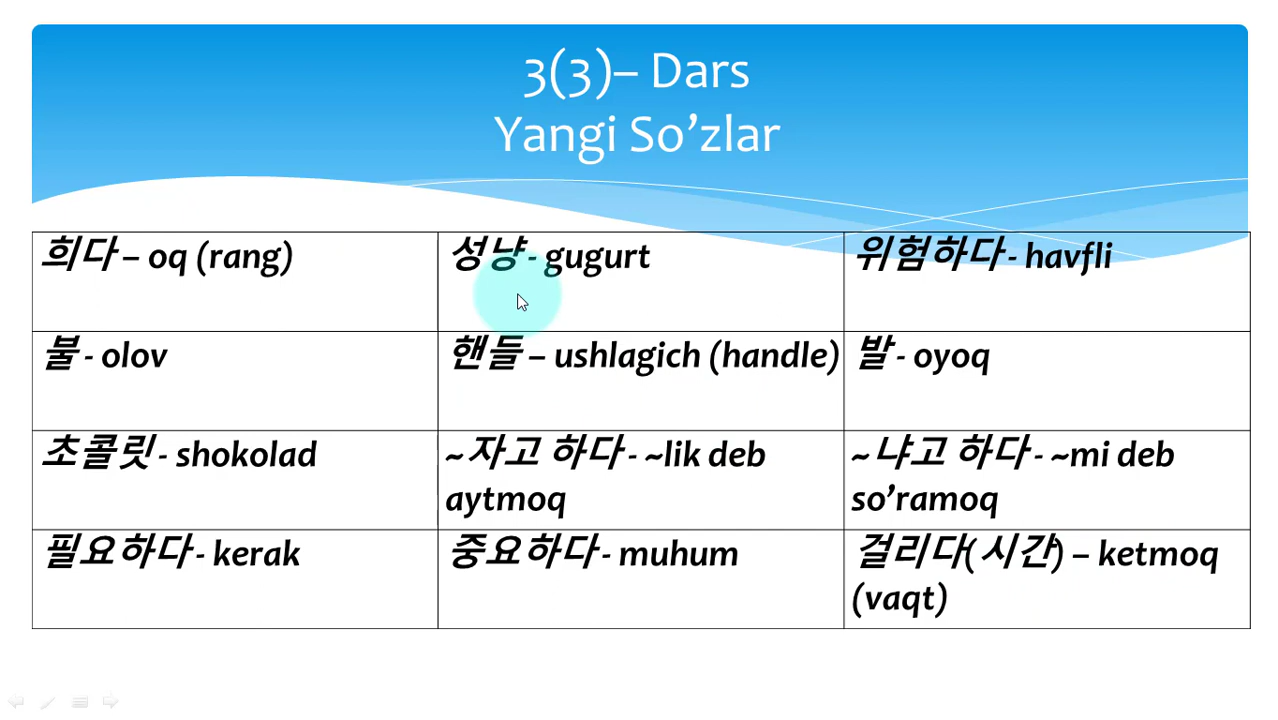 3(3)– Dars
Yangi So’zlar
희다 – oq (rang)
성냥 - gugurt
위험하다 - havfli
불 - olov
핸들 – ushlagich (handle)
발 - oyoq
초콜릿 - shokolad
~자고 하다 - ~lik deb
aytmoq
~냐고 하다 - ~mi deb
so’ramoq
필요하다 - kerak
중요하다 - muhum
걸리다(시간) – ketmoq
(vaqt)